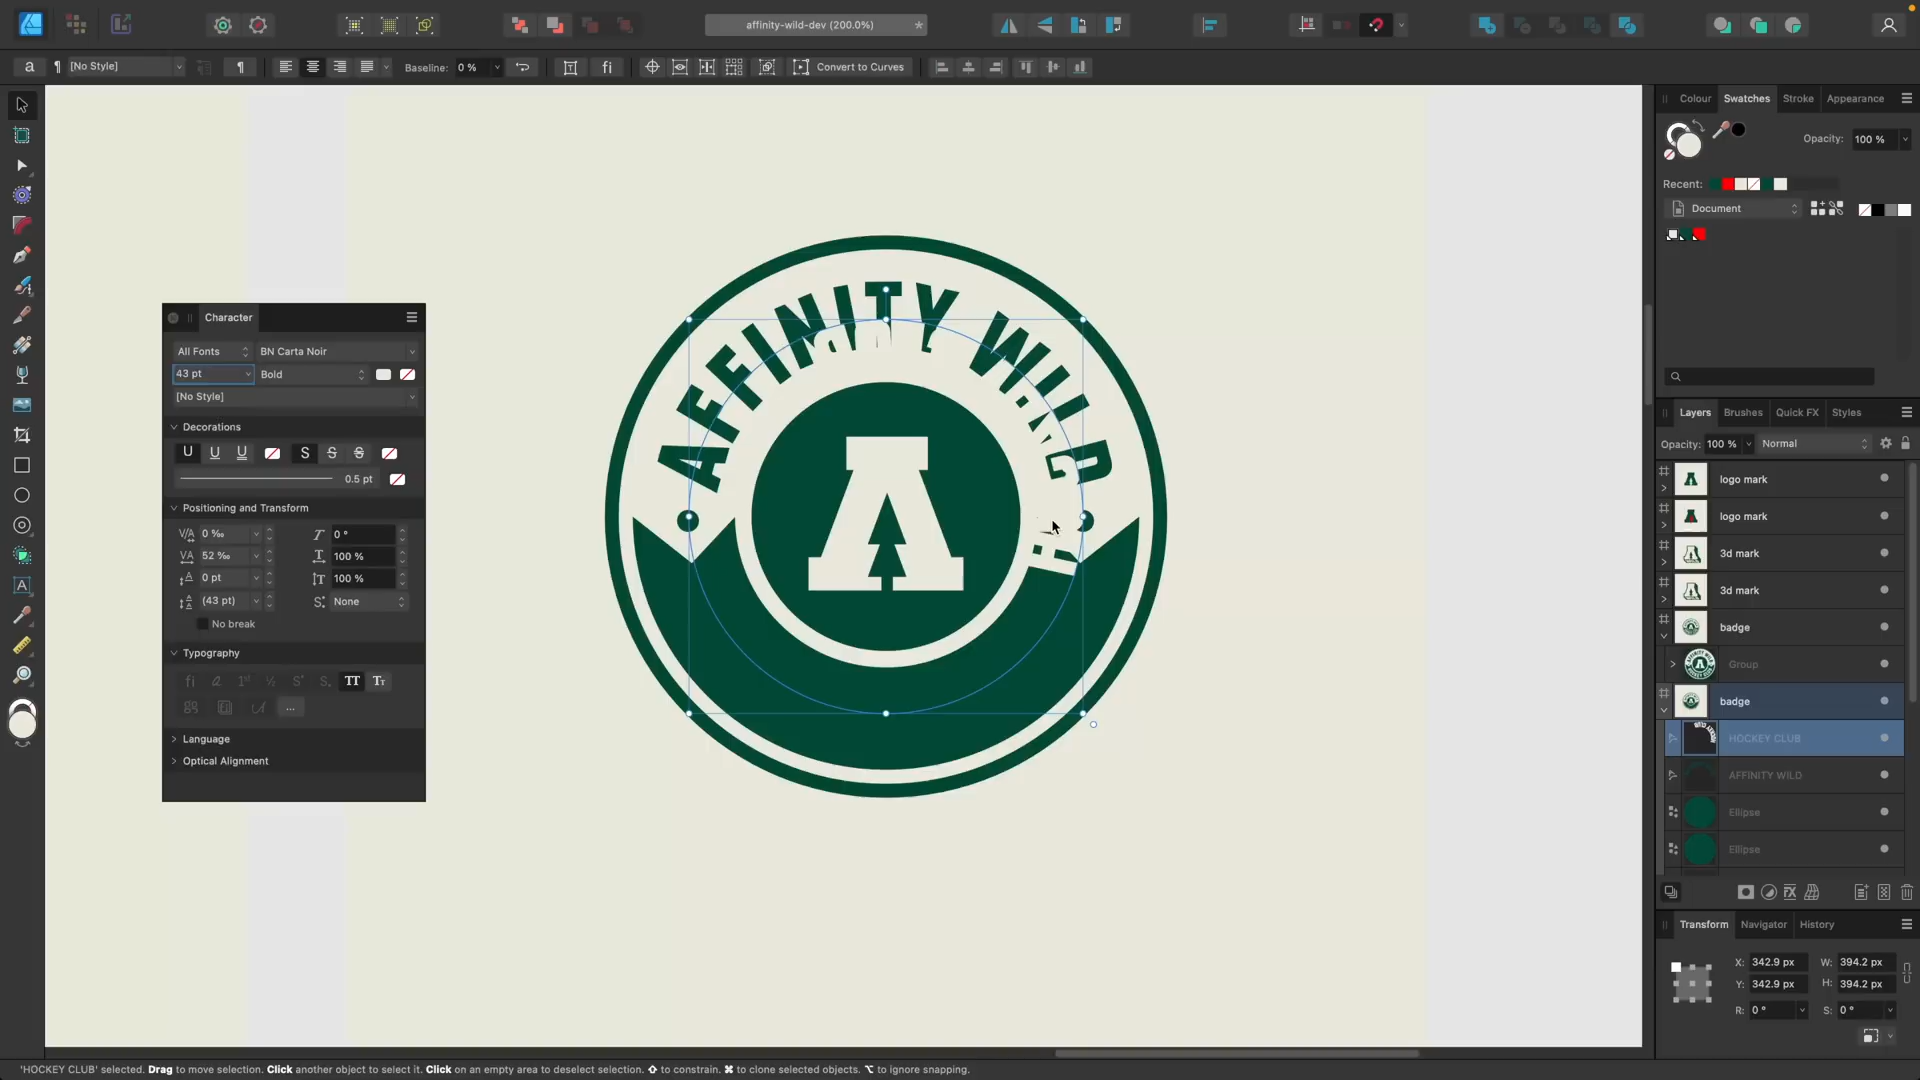 affinity-wild-dev (200.0%)
a ¶ [No Style] ¶ Baseline: 0 % fi Convert to Curves
Colour Swatches Stroke Appearance
Opacity: 100 %
Recent:
Document
Character
All Fonts BN Carta Noir
43 pt Bold
[No Style]
Decorations
U U U S S S
0.5 pt
Positioning and Transform
0 ‰ 0 °
52 ‰ 100 %
0 pt 100 %
(43 pt) None
No break
Typography
TT Tт
...
Language
Optical Alignment
AFFINITY WILD
A
Layers Brushes Quick FX Styles
Opacity: 100 % Normal
logo mark
logo mark
3d mark
3d mark
badge
Group
badge
HOCKEY CLUB
AFFINITY WILD
Ellipse
Ellipse
Transform Navigator History
X: 342.9 px W: 394.2 px
Y: 342.9 px H: 394.2 px
R: 0 ° S: 0 °
'HOCKEY CLUB' selected. Drag to move selection. Click another object to select it. Click on an empty area to deselect selection. ⇧ to constrain. ⌘ to clone selected objects. ⌥ to ignore snapping.